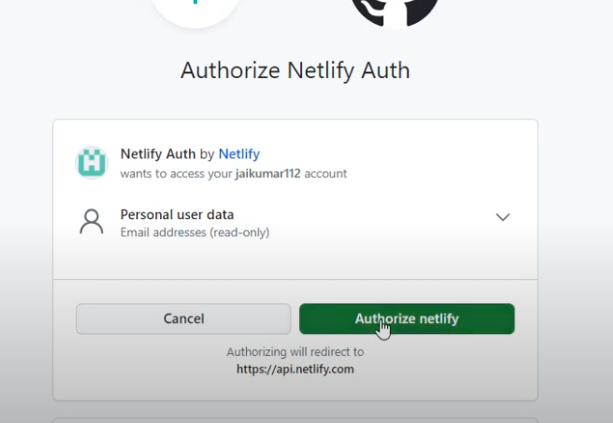 Authorize Netlify Auth
Netlify Auth by Netlify
wants to access your jaikumar112 account
Personal user data
Email addresses (read-only)
Cancel
Authorize netlify
Authorizing will redirect to
https://api.netlify.com